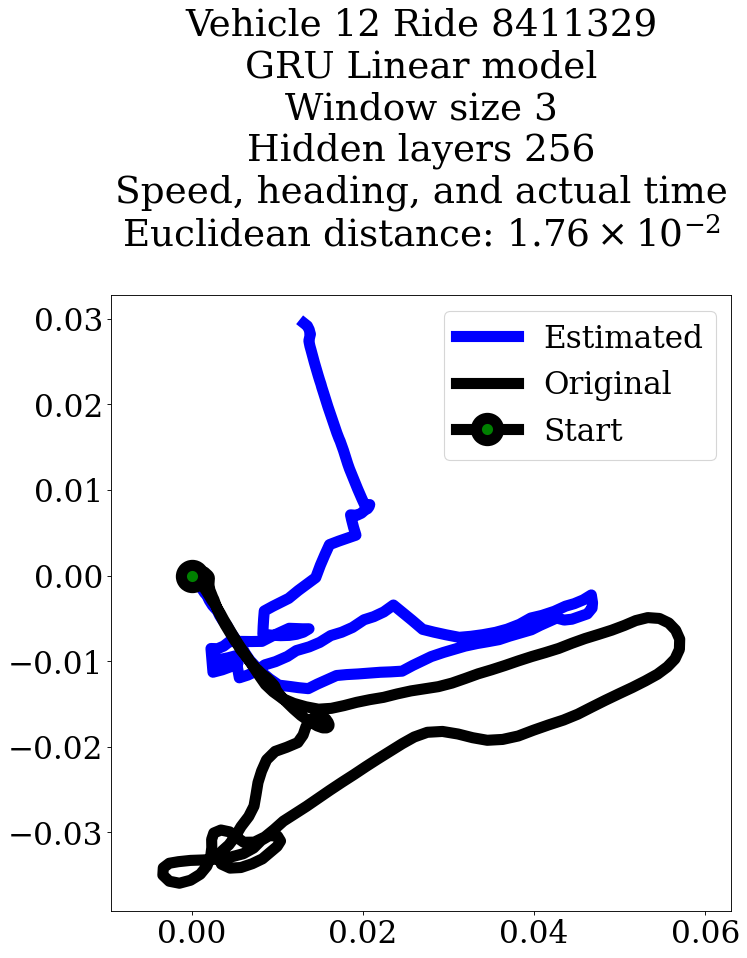 Vehicle 12 Ride 8411329
GRU Linear model
Window size 3
Hidden layers 256
Speed, heading, and actual time
Euclidean distance: 1.76 × 10⁻²
0.03
0.02
0.01
0.00
−0.01
−0.02
−0.03
Estimated
Original
Start
0.00 0.02 0.04 0.06